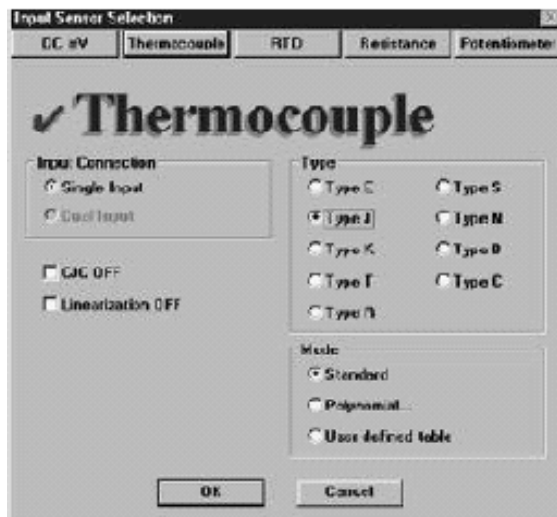 Input Sensor Selection
DC mV Thermocouple RTD Resistance Potentiometer
Thermocouple
Input Connection
Single Input
Dual Input
CJC OFF
Linearization OFF
Type
Type E
Type J
Type K
Type T
Type R
Type S
Type N
Type C
Mode
Standard
Polynomial...
User defined table
OK
Cancel